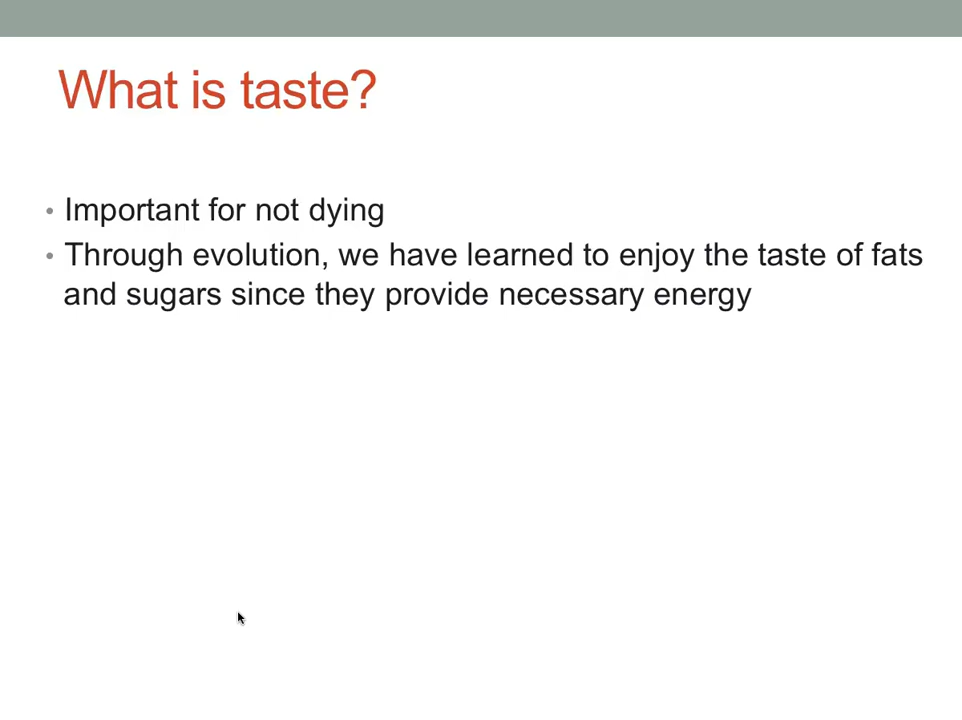 What is taste?
• Important for not dying
• Through evolution, we have learned to enjoy the taste of fats
and sugars since they provide necessary energy